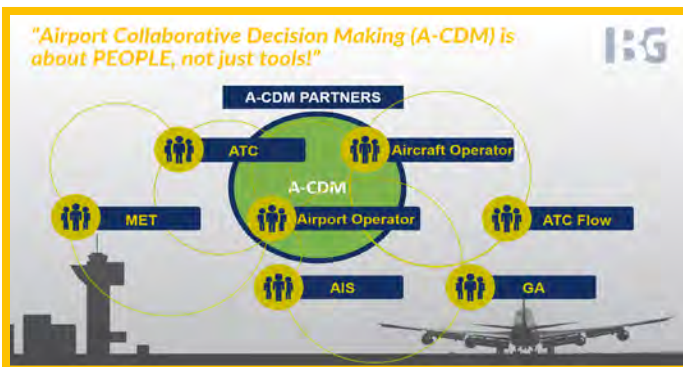 "Airport Collaborative Decision Making (A-CDM) is
about PEOPLE, not just tools!"
IBG
A-CDM PARTNERS
ATC
Aircraft Operator
A-CDM
MET
Airport Operator
ATC Flow
AIS
GA